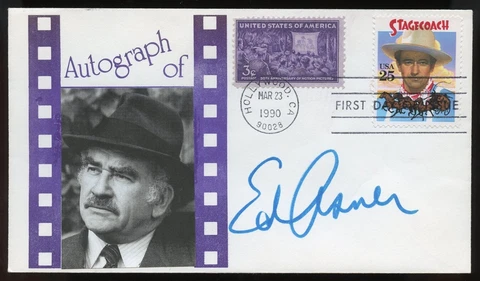 Autograph
of
UNITED STATES OF AMERICA
3¢
STAGECOACH
USA
25
HOLLYWOOD, CA
MAR 23
1990
90028
FIRST DAY OF ISSUE
Ed Asner